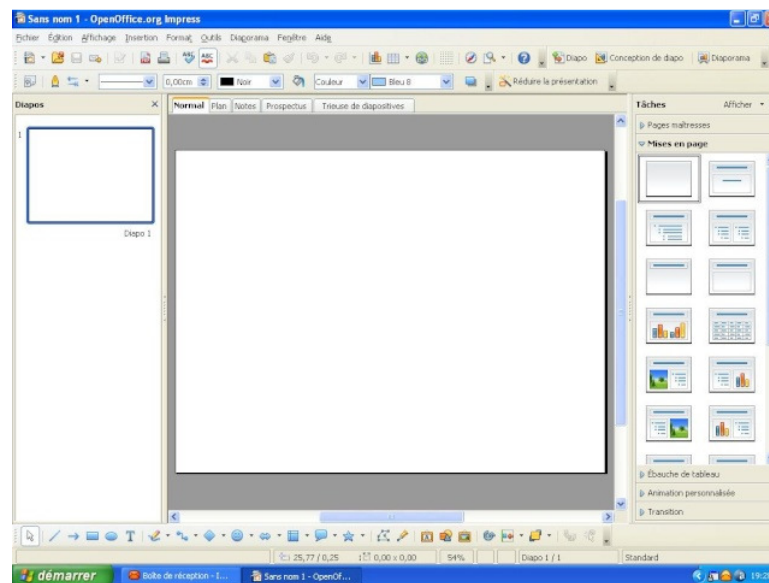 Sans nom 1 - OpenOffice.org Impress
Fichier Édition Affichage Insertion Format Outils Diaporama Fenêtre Aide
Diapo Conception de diapo Diaporama
0,00cm Noir Couleur Bleu 8 Réduire la présentation
Diapos
Normal Plan Notes Prospectus Trieuse de diapositives
Tâches Afficher
Pages maîtresses
Mises en page
1
Diapo 1
Ébauche de tableau
Animation personnalisée
Transition
25,77 / 0,25 0,00 x 0,00 54% Diapo 1 / 1 Standard
démarrer Boîte de réception - I... Sans nom 1 - OpenOf...